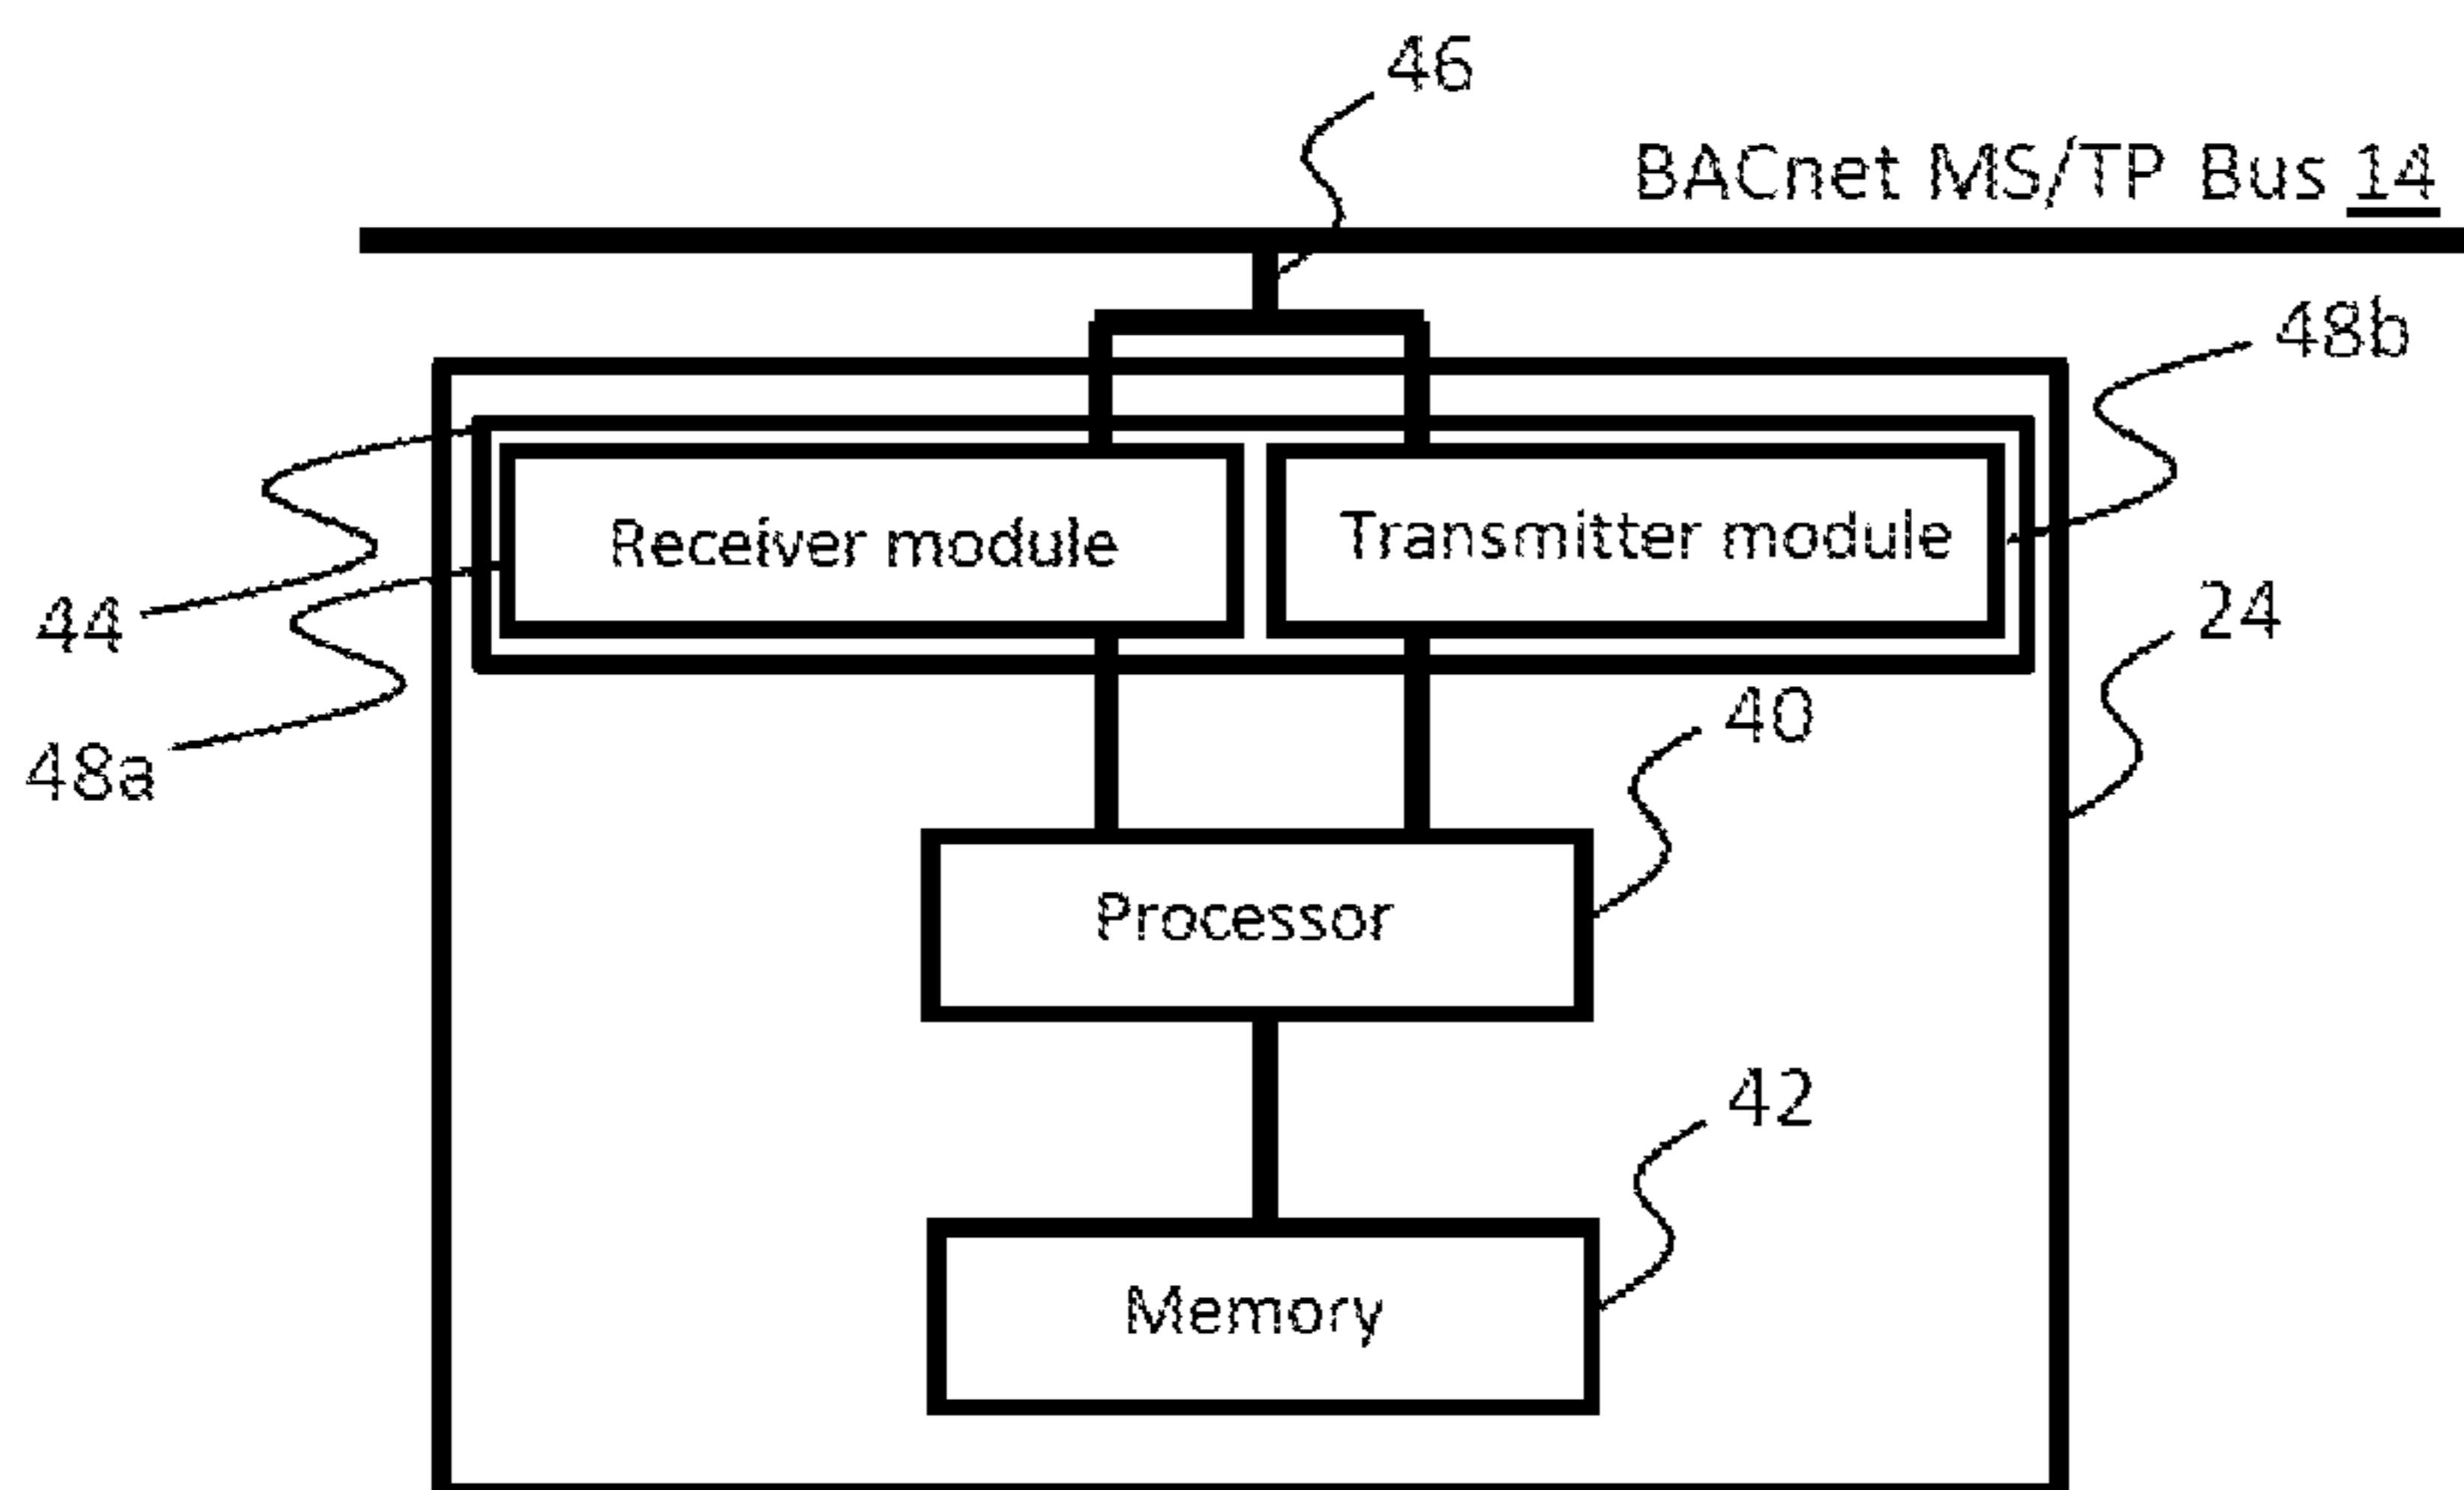 46
BACnet MS/TP Bus 14
48b
Receiver module
Transmitter module
44
24
40
48a
Processor
42
Memory